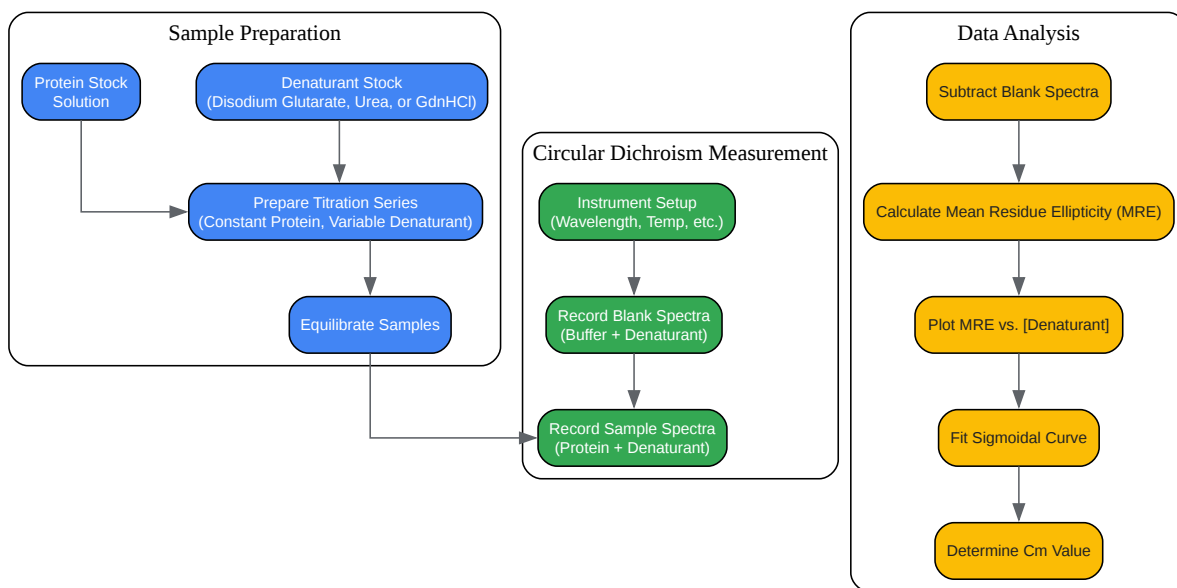 Sample Preparation
Protein Stock
Solution
Denaturant Stock
(Disodium Glutarate, Urea, or GdnHCl)
Prepare Titration Series
(Constant Protein, Variable Denaturant)
Equilibrate Samples
Circular Dichroism Measurement
Instrument Setup
(Wavelength, Temp, etc.)
Record Blank Spectra
(Buffer + Denaturant)
Record Sample Spectra
(Protein + Denaturant)
Data Analysis
Subtract Blank Spectra
Calculate Mean Residue Ellipticity (MRE)
Plot MRE vs. [Denaturant]
Fit Sigmoidal Curve
Determine Cm Value